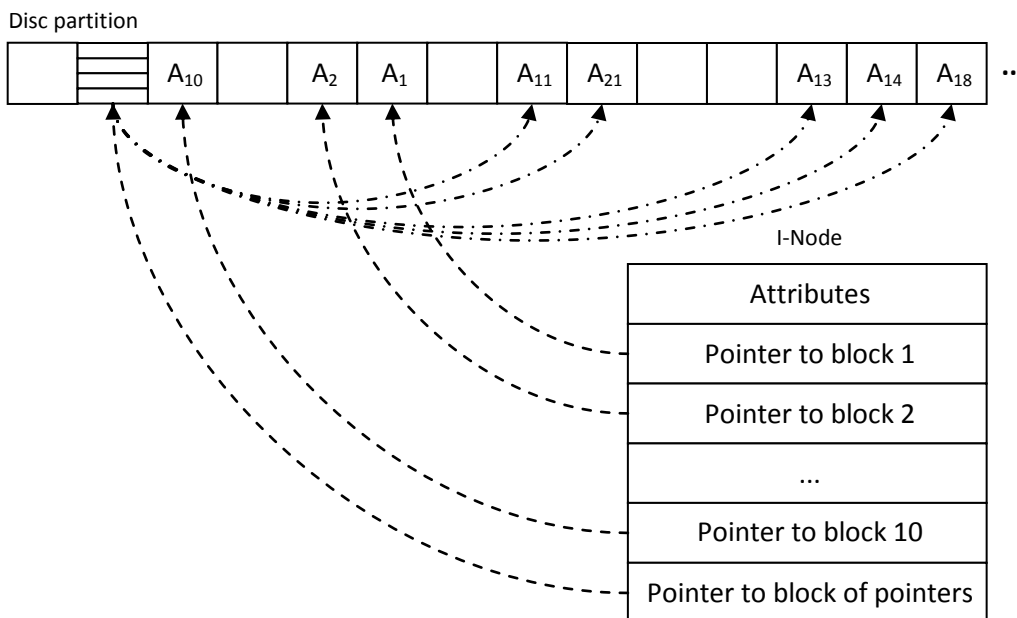 Disc partition
A₁₀ A₂ A₁ A₁₁ A₂₁ A₁₃ A₁₄ A₁₈ ..
I-Node
Attributes
Pointer to block 1
Pointer to block 2
...
Pointer to block 10
Pointer to block of pointers